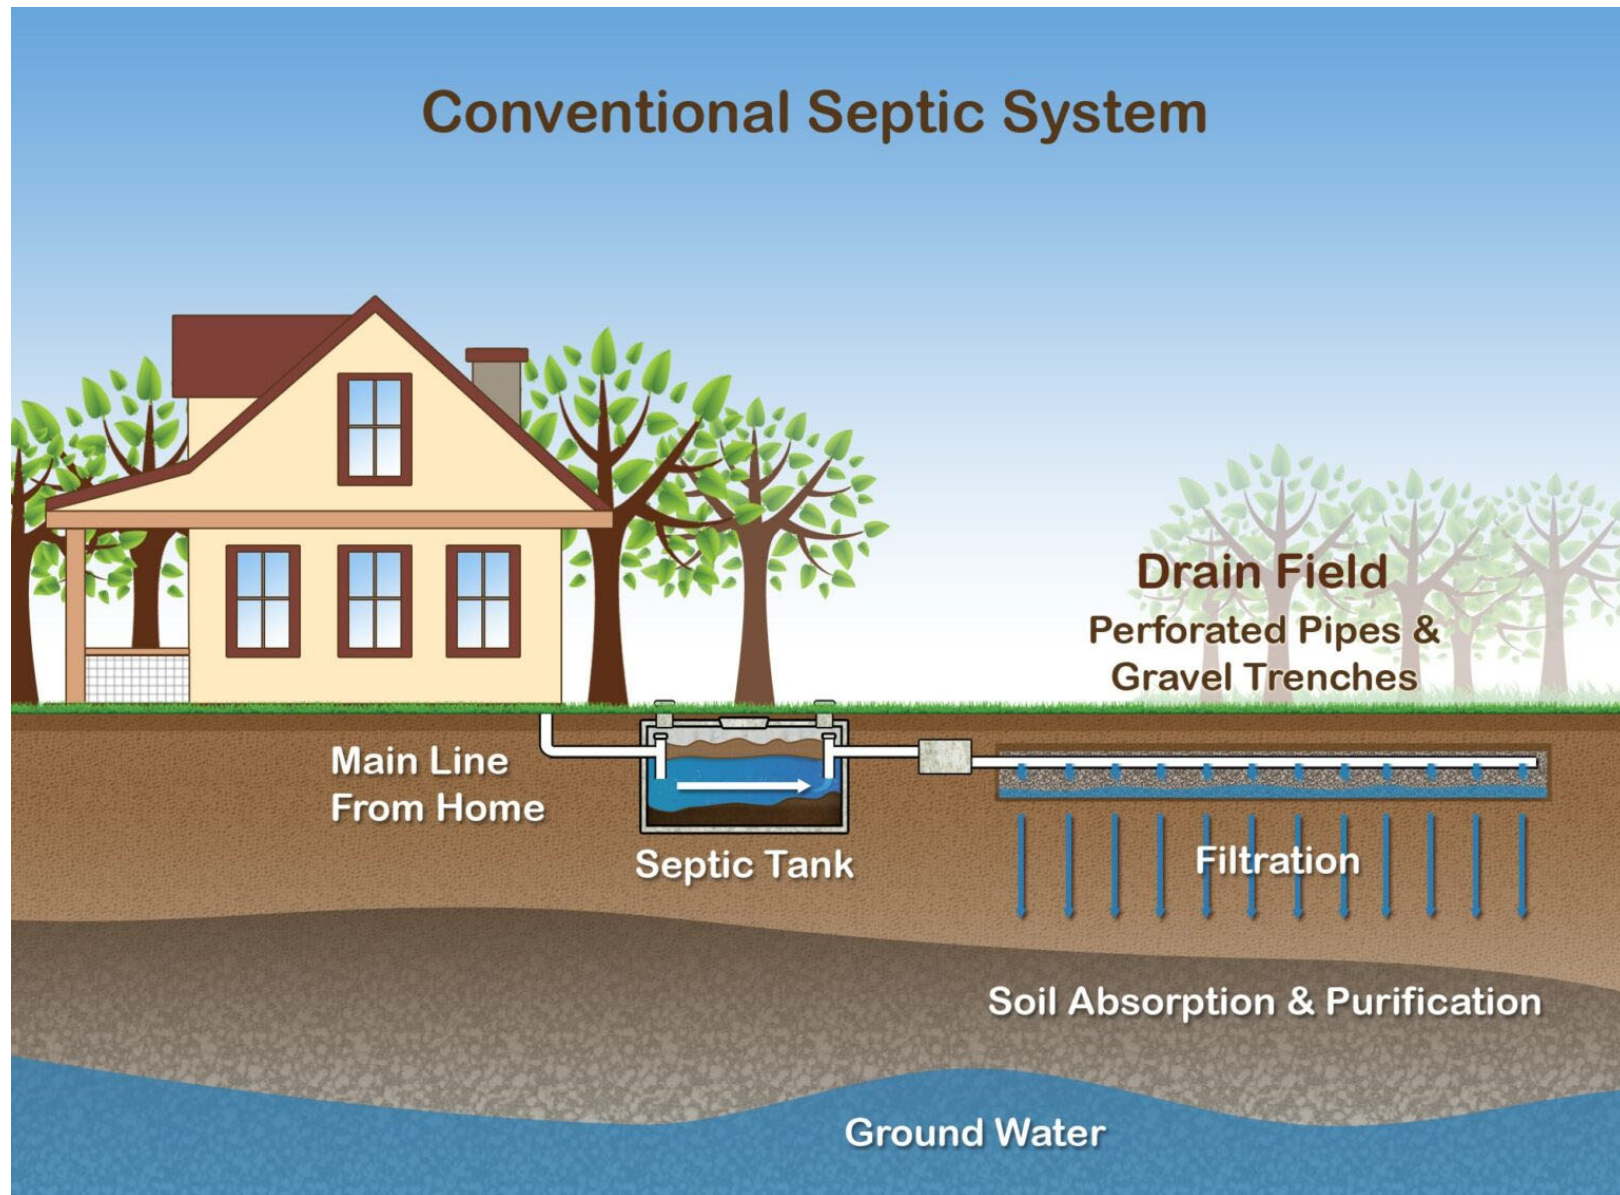 Conventional Septic System
Drain Field
Perforated Pipes &
Gravel Trenches
Main Line
From Home
Septic Tank
Filtration
Soil Absorption & Purification
Ground Water